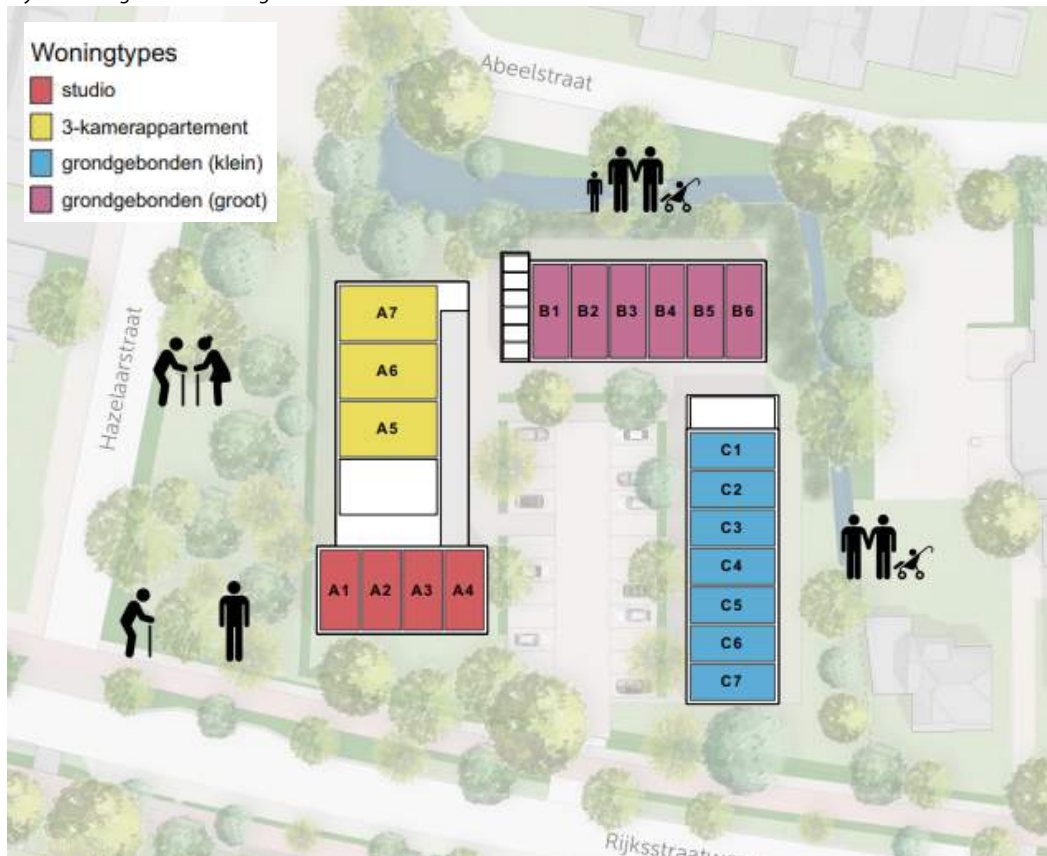 Woningtypes
studio
3-kamerappartement
grondgebonden (klein)
grondgebonden (groot)
Abeelstraat
Hazelaarstraat
A7
A6
A5
A1 A2 A3 A4
B1 B2 B3 B4 B5 B6
C1
C2
C3
C4
C5
C6
C7